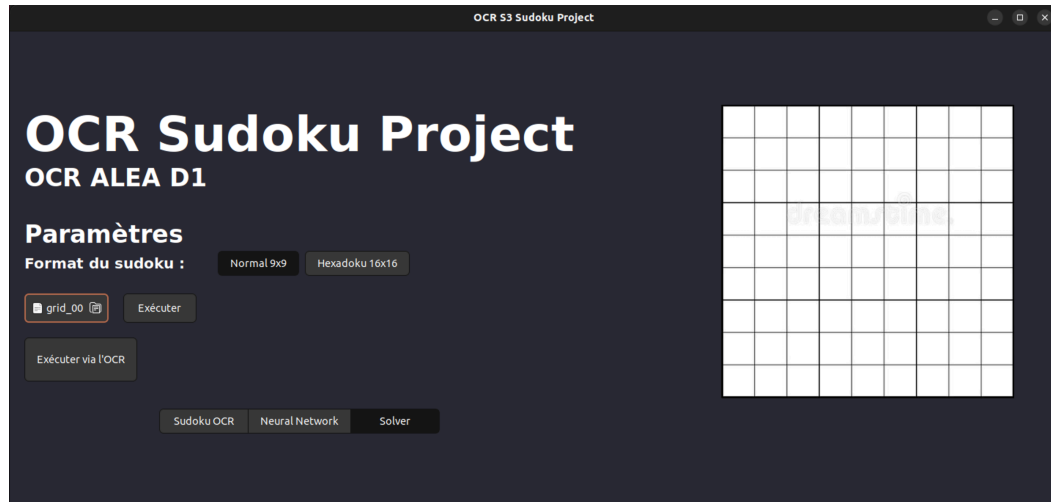 OCR S3 Sudoku Project
OCR Sudoku Project
OCR ALEA D1
Paramètres
Format du sudoku :
Normal 9x9
Hexadoku 16x16
grid_00
Exécuter
Exécuter via l'OCR
Sudoku OCR
Neural Network
Solver
dreamstime.